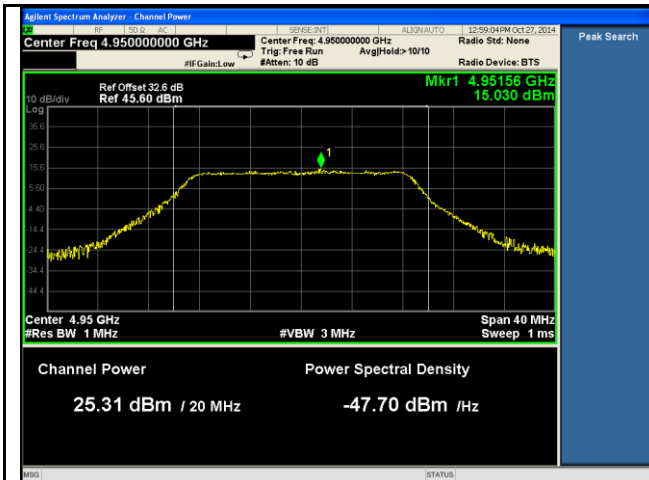 Agilent Spectrum Analyzer - Channel Power
RF 50 Ω AC SENSE:INT ALIGN AUTO 12:59:04 PM Oct 27, 2014
Center Freq 4.950000000 GHz Center Freq: 4.950000000 GHz Radio Std: None Peak Search
Trig: Free Run Avg|Hold:> 10/10
#IFGain:Low #Atten: 10 dB Radio Device: BTS
Ref Offset 32.6 dB Mkr1 4.95156 GHz
10 dB/div Ref 45.60 dBm 15.030 dBm
Log
35.6
25.6
1
15.6
5.60
-4.40
-14.4
-24.4
-34.4
-44.4
Center 4.95 GHz Span 40 MHz
#Res BW 1 MHz #VBW 3 MHz Sweep 1 ms
Channel Power Power Spectral Density
25.31 dBm / 20 MHz -47.70 dBm /Hz
MSG STATUS